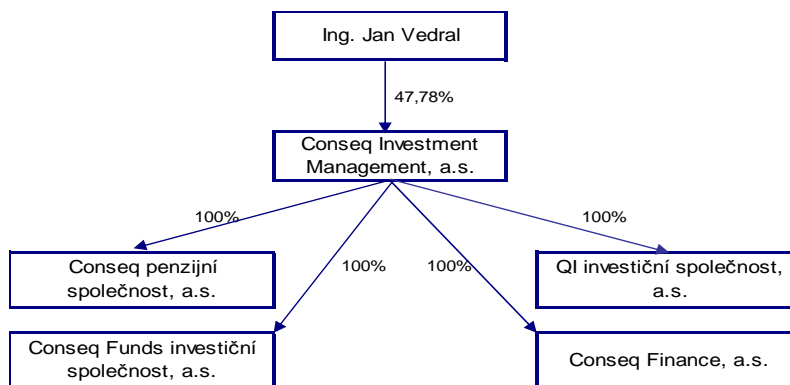 Ing. Jan Vedral
47,78%
Conseq Investment
Management, a.s.
100%
100%
100%
100%
Conseq penzijní
společnost, a.s.
QI investiční společnost,
a.s.
Conseq Funds investiční
společnost, a.s.
Conseq Finance, a.s.